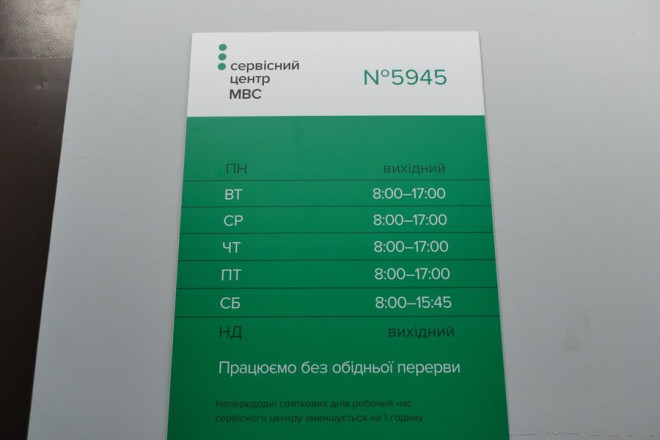 сервісний
центр
МВС
№5945
ПН вихідний
ВТ 8:00–17:00
СР 8:00–17:00
ЧТ 8:00–17:00
ПТ 8:00–17:00
СБ 8:00–15:45
НД вихідний
Працюємо без обідньої перерви
Напередодні святкових днів робочий час
сервісного центру зменшується на 1 годину